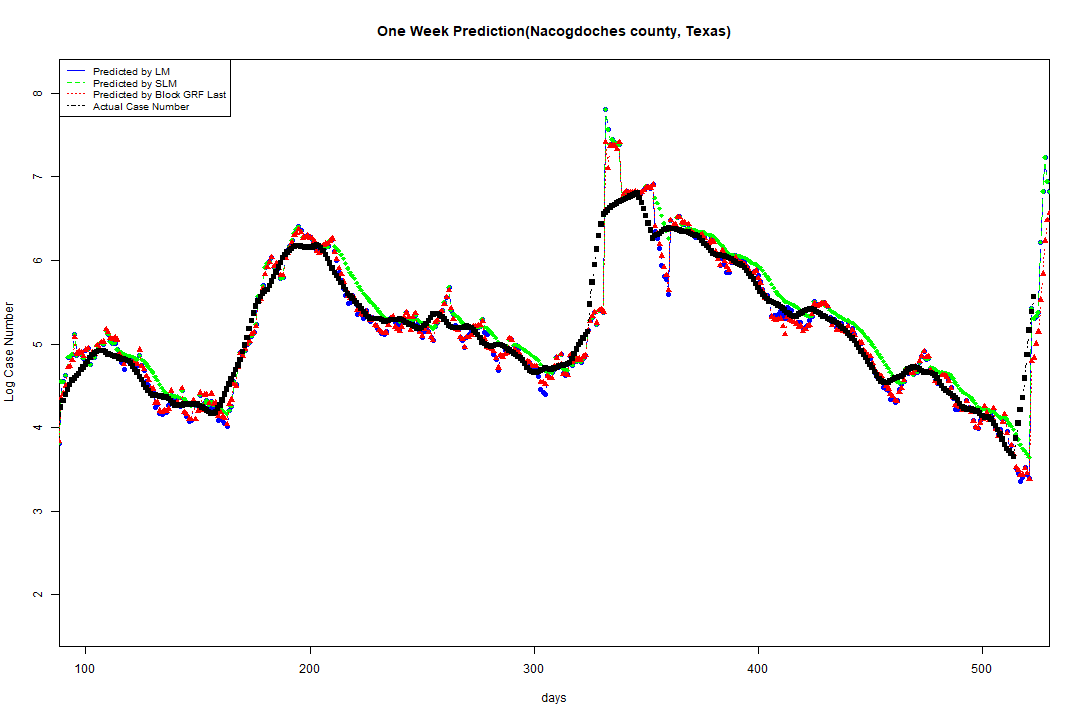 One Week Prediction(Nacogdoches county, Texas)
Predicted by LM
Predicted by SLM
Predicted by Block GRF Last
Actual Case Number
Log Case Number
8
7
6
5
4
3
2
100 200 300 400 500
days